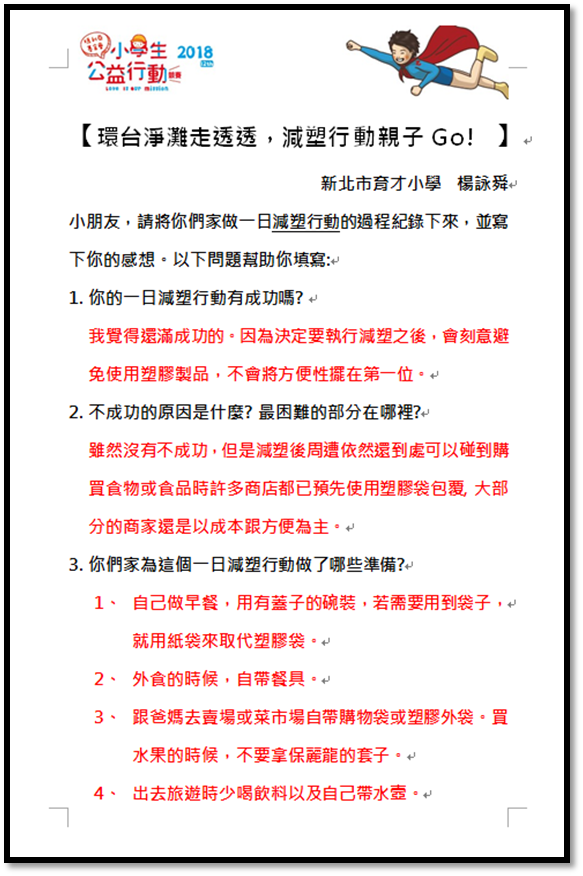 小學生 2018
公益行動
LOVE IS OUR MISSION
【環台淨灘走透透，減塑行動親子 Go! 】
新北市育才小學 楊詠舜
小朋友，請將你們家做一日減塑行動的過程紀錄下來，並寫
下你的感想。以下問題幫助你填寫:
1. 你的一日減塑行動有成功嗎?
我覺得還滿成功的。因為決定要執行減塑之後，會刻意避
免使用塑膠製品，不會將方便性擺在第一位。
2. 不成功的原因是什麼? 最困難的部分在哪裡?
雖然沒有不成功，但是減塑後周遭依然還到處可以碰到購
買食物或食品時許多商店都已預先使用塑膠袋包覆, 大部
分的商家還是以成本跟方便為主。
3. 你們家為這個一日減塑行動做了哪些準備?
1、 自己做早餐，用有蓋子的碗裝，若需要用到袋子，
就用紙袋來取代塑膠袋。
2、 外食的時候，自帶餐具。
3、 跟爸媽去賣場或菜市場自帶購物袋或塑膠外袋。買
水果的時候，不要拿保麗龍的套子。
4、 出去旅遊時少喝飲料以及自己帶水壺。